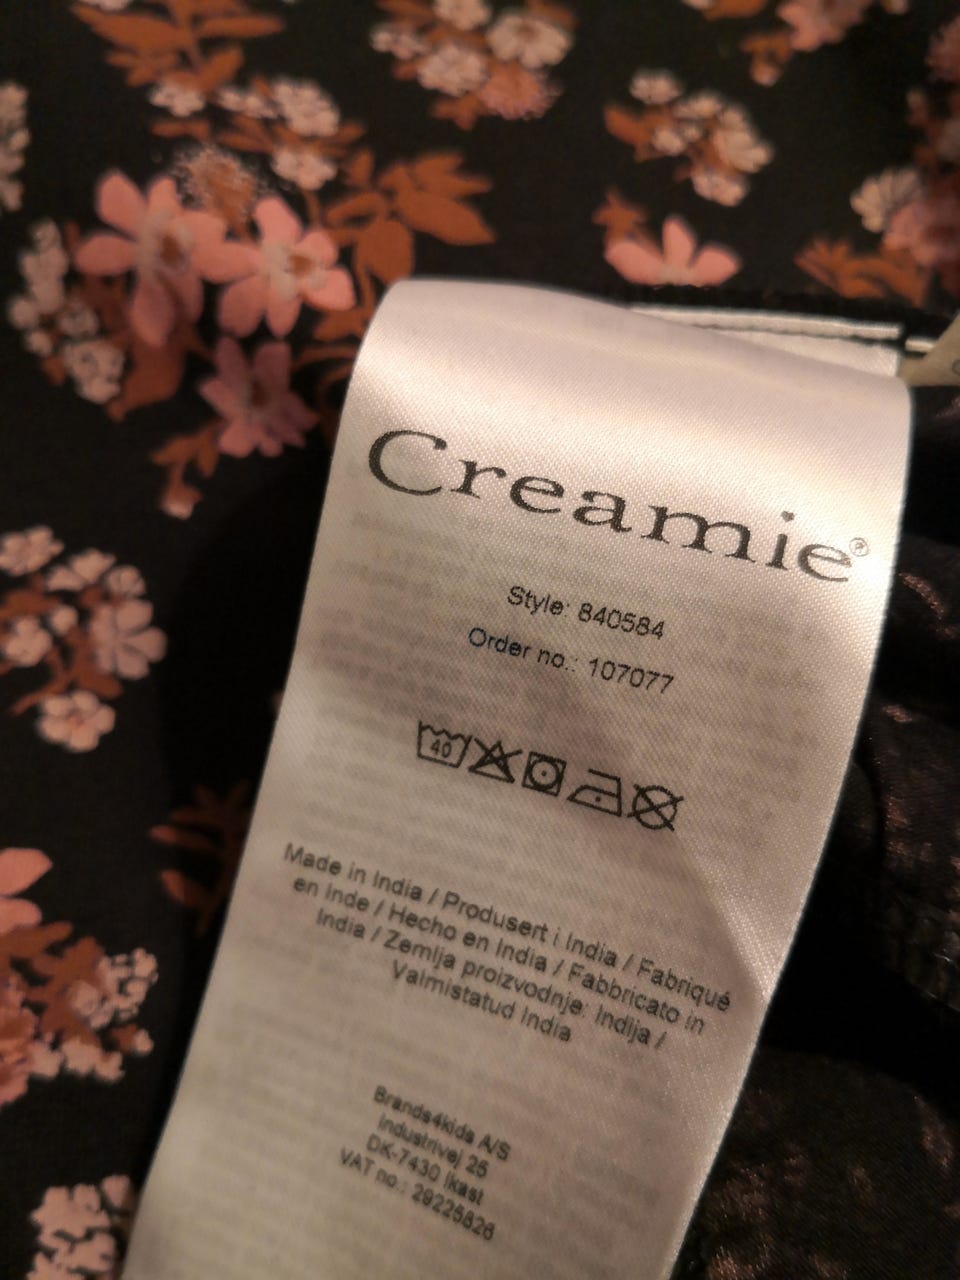 Creamie®
Style: 840584
Order no.: 107077
40
Made in India / Produsert i India / Fabriqué
en Inde / Hecho en India / Fabbricato in
India / Zemlja proizvodnje: Indija /
Valmistatud India
Brands4kids A/S
Industrivej 25
DK-7430 Ikast
VAT no.: 29225826